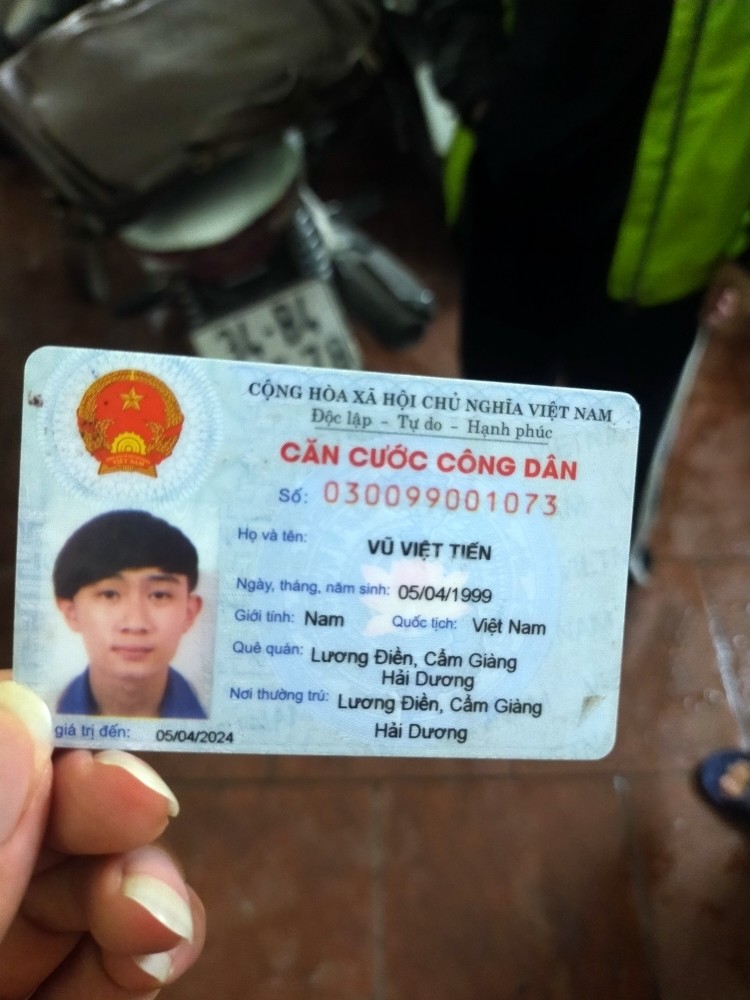 CỘNG HÒA XÃ HỘI CHỦ NGHĨA VIỆT NAM
Độc lập - Tự do - Hạnh phúc
CĂN CƯỚC CÔNG DÂN
Số: 030099001073
Họ và tên: VŨ VIỆT TIẾN
Ngày, tháng, năm sinh: 05/04/1999
Giới tính: Nam Quốc tịch: Việt Nam
Quê quán: Lương Điền, Cẩm Giàng
Hải Dương
Nơi thường trú: Lương Điền, Cẩm Giàng
Hải Dương
giá trị đến: 05/04/2024
VIỆT NAM